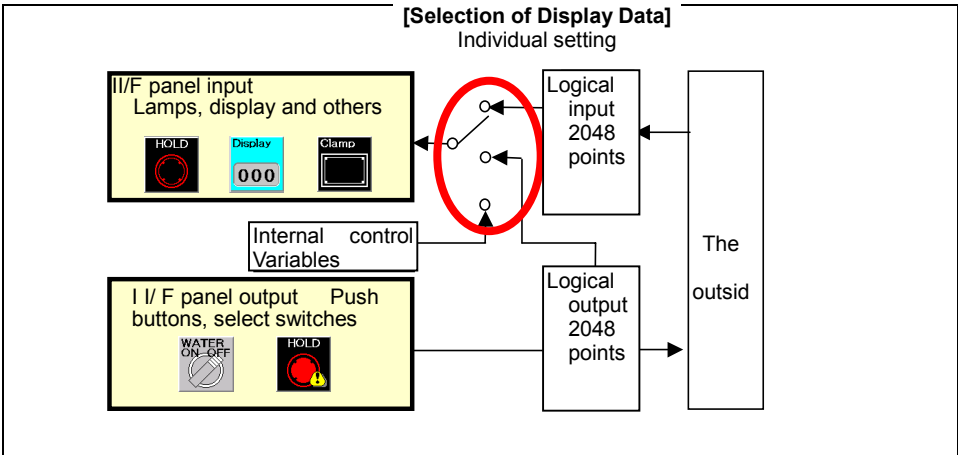 [Selection of Display Data]
Individual setting
II/F panel input
Lamps, display and others
HOLD
Display
000
Clamp
Logical
input
2048
points
Internal control
Variables
The
outsid
I I/ F panel output Push
buttons, select switches
WATER
ON OFF
HOLD
Logical
output
2048
points